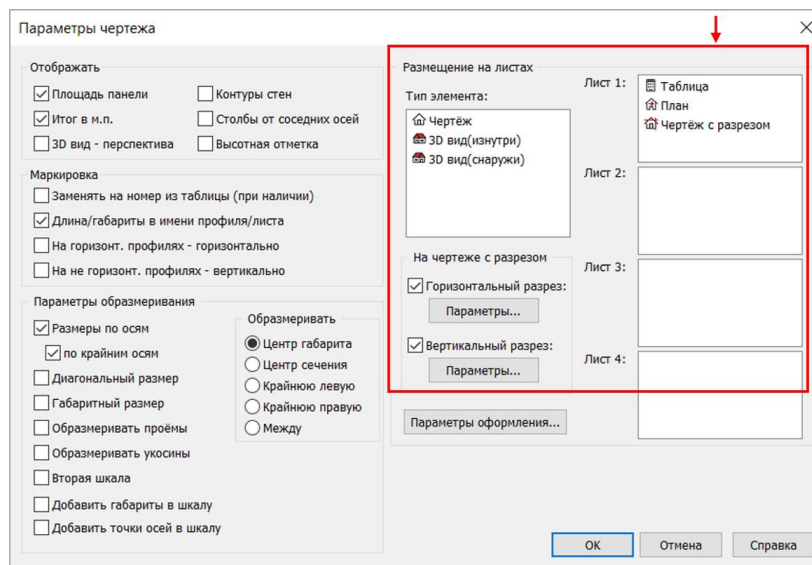 Параметры чертежа
Отображать
Площадь панели
Контуры стен
Итог в м.п.
Столбы от соседних осей
3D вид - перспектива
Высотная отметка
Маркировка
Заменять на номер из таблицы (при наличии)
Длина/габариты в имени профиля/листа
На горизонт. профилях - горизонтально
На не горизонт. профилях - вертикально
Параметры образмеривания
Размеры по осям
по крайним осям
Диагональный размер
Габаритный размер
Образмеривать проёмы
Образмеривать укосины
Вторая шкала
Добавить габариты в шкалу
Добавить точки осей в шкалу
Образмеривать
Центр габарита
Центр сечения
Крайнюю левую
Крайнюю правую
Между
Размещение на листах
Тип элемента:
Чертёж
3D вид(изнутри)
3D вид(снаружи)
На чертеже с разрезом
Горизонтальный разрез:
Параметры...
Вертикальный разрез:
Параметры...
Параметры оформления...
Лист 1:
Таблица
План
Чертёж с разрезом
Лист 2:
Лист 3:
Лист 4:
ОК
Отмена
Справка